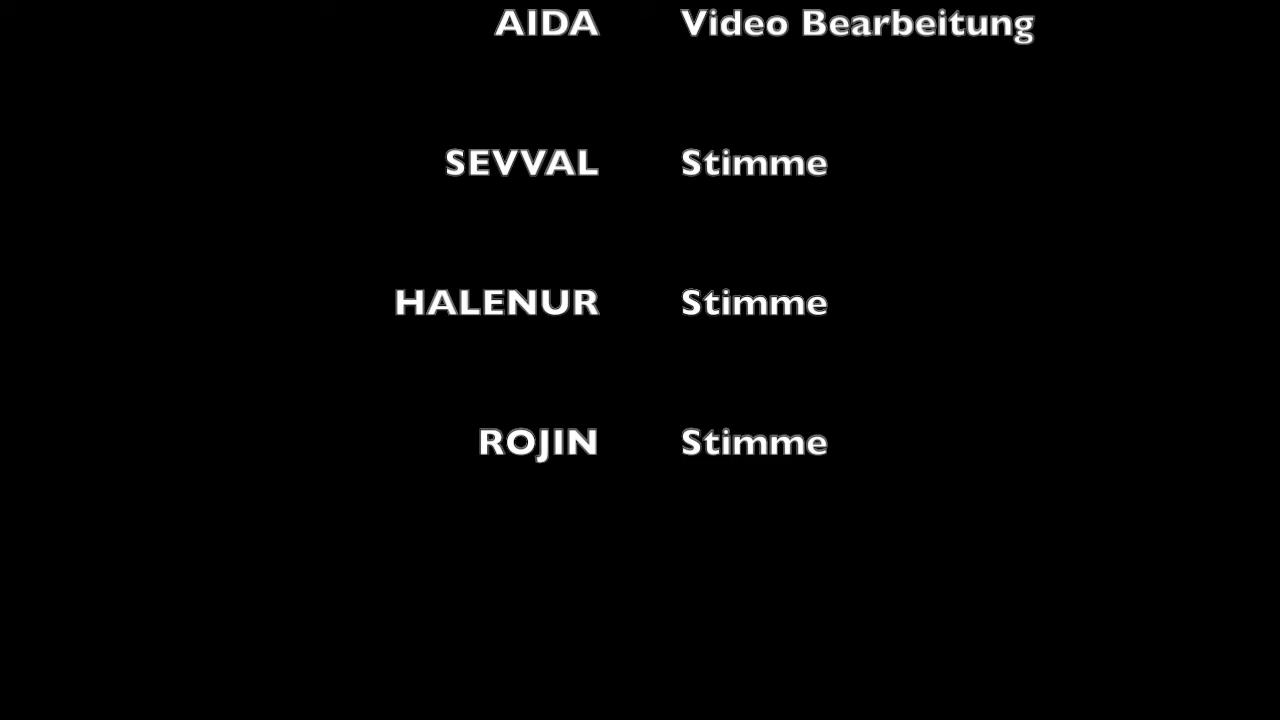 AIDA Video Bearbeitung
SEVVAL Stimme
HALENUR Stimme
ROJIN Stimme